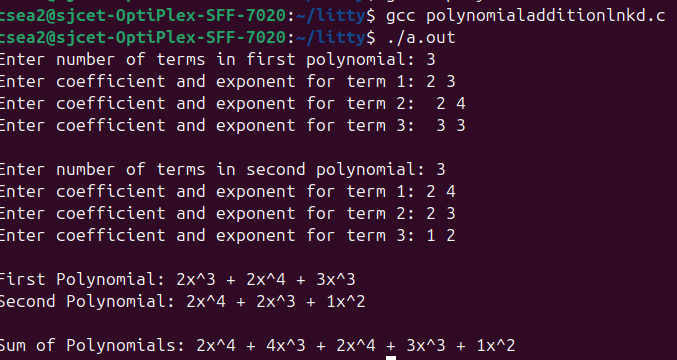 csea2@sjcet-OptiPlex-SFF-7020:~/litty$ gcc polynomialadditionlnkd.c
csea2@sjcet-OptiPlex-SFF-7020:~/litty$ ./a.out
Enter number of terms in first polynomial: 3
Enter coefficient and exponent for term 1: 2 3
Enter coefficient and exponent for term 2:  2 4
Enter coefficient and exponent for term 3:  3 3

Enter number of terms in second polynomial: 3
Enter coefficient and exponent for term 1: 2 4
Enter coefficient and exponent for term 2: 2 3
Enter coefficient and exponent for term 3: 1 2

First Polynomial: 2x^3 + 2x^4 + 3x^3
Second Polynomial: 2x^4 + 2x^3 + 1x^2

Sum of Polynomials: 2x^4 + 4x^3 + 2x^4 + 3x^3 + 1x^2